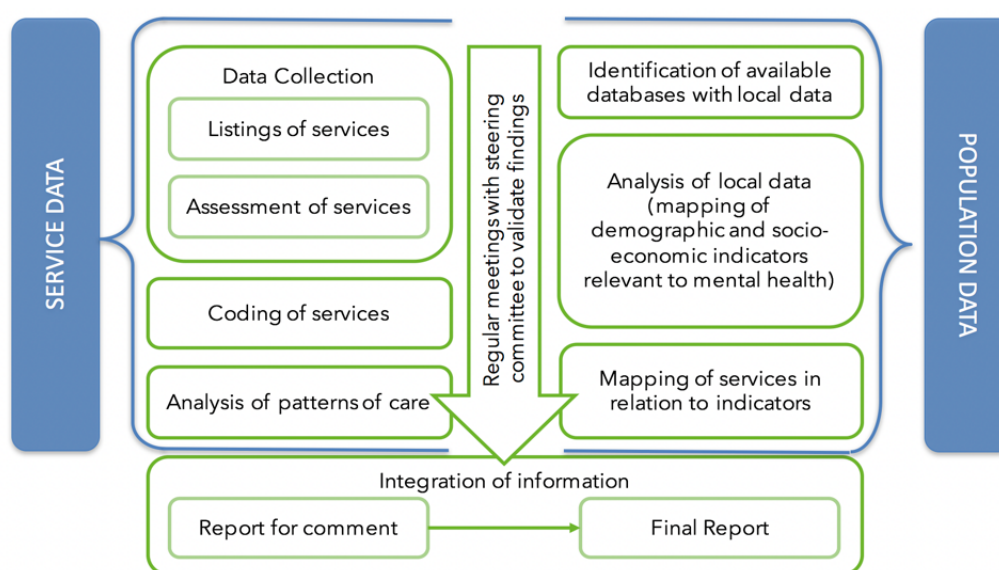 SERVICE DATA
Data Collection
Listings of services
Assessment of services
Coding of services
Analysis of patterns of care
Regular meetings with steering
committee to validate findings
Identification of available
databases with local data
Analysis of local data
(mapping of
demographic and socio-
economic indicators
relevant to mental health)
Mapping of services in
relation to indicators
POPULATION DATA
Integration of information
Report for comment
Final Report